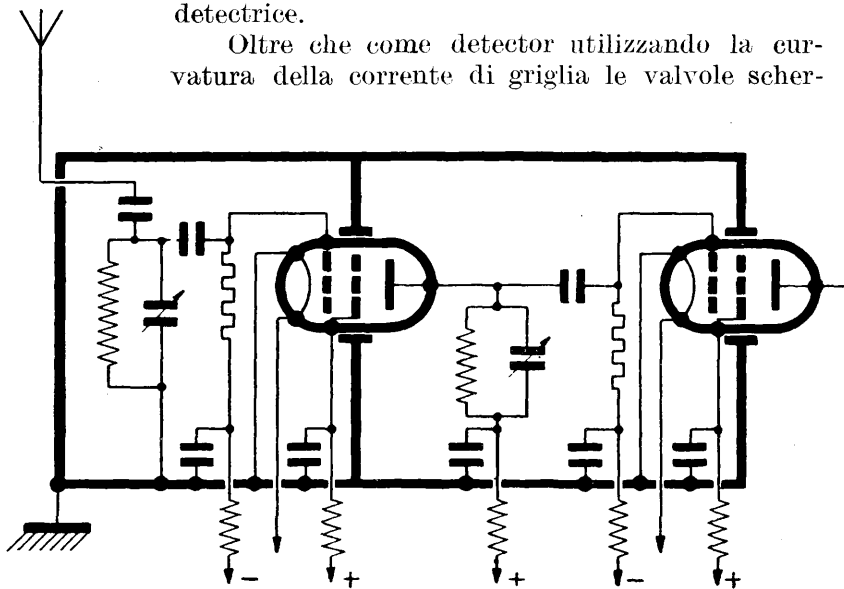 detectrice.
Oltre che come detector utilizzando la cur-
vatura della corrente di griglia le valvole scher-
- + + - +